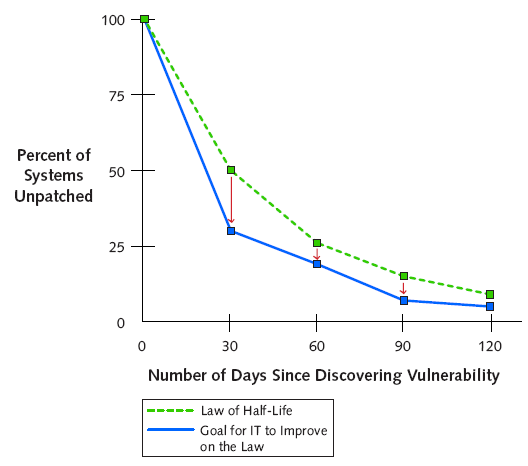 100
75
Percent of
Systems
Unpatched
50
25
0
0 30 60 90 120
Number of Days Since Discovering Vulnerability
Law of Half-Life
Goal for IT to Improve
on the Law